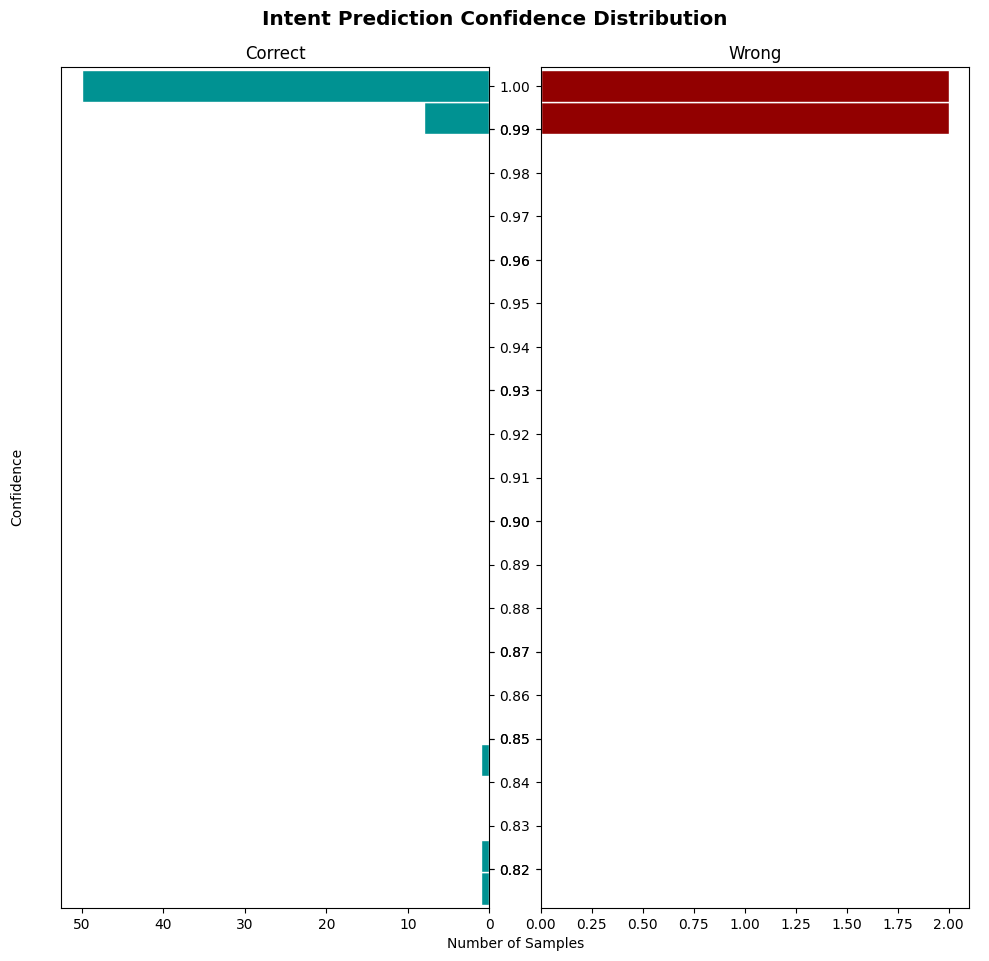 Intent Prediction Confidence Distribution
Correct
Wrong
1.00
0.99
0.98
0.97
0.96
0.95
0.94
0.93
0.92
0.91
0.90
0.89
0.88
0.87
0.86
0.85
0.84
0.83
0.82
Confidence
50 40 30 20 10 0
0.00 0.25 0.50 0.75 1.00 1.25 1.50 1.75 2.00
Number of Samples